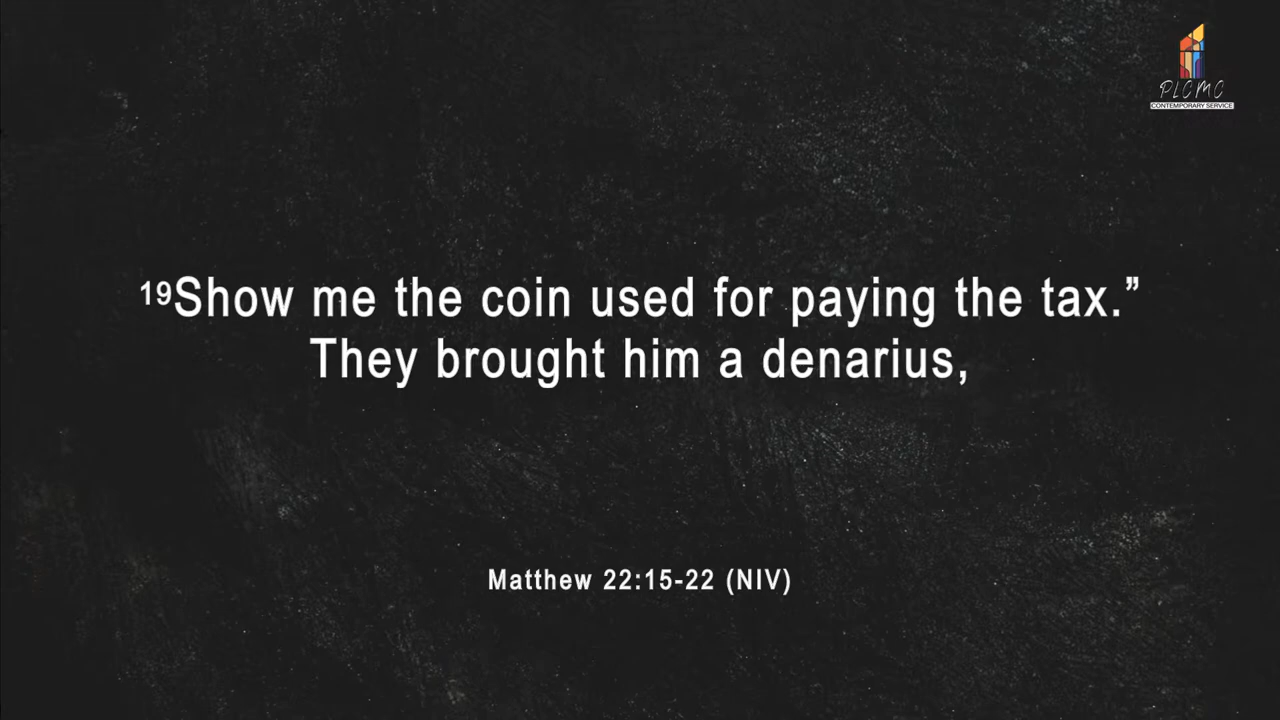 PLCMC
CONTEMPORARY SERVICE
19Show me the coin used for paying the tax.”
They brought him a denarius,
Matthew 22:15-22 (NIV)